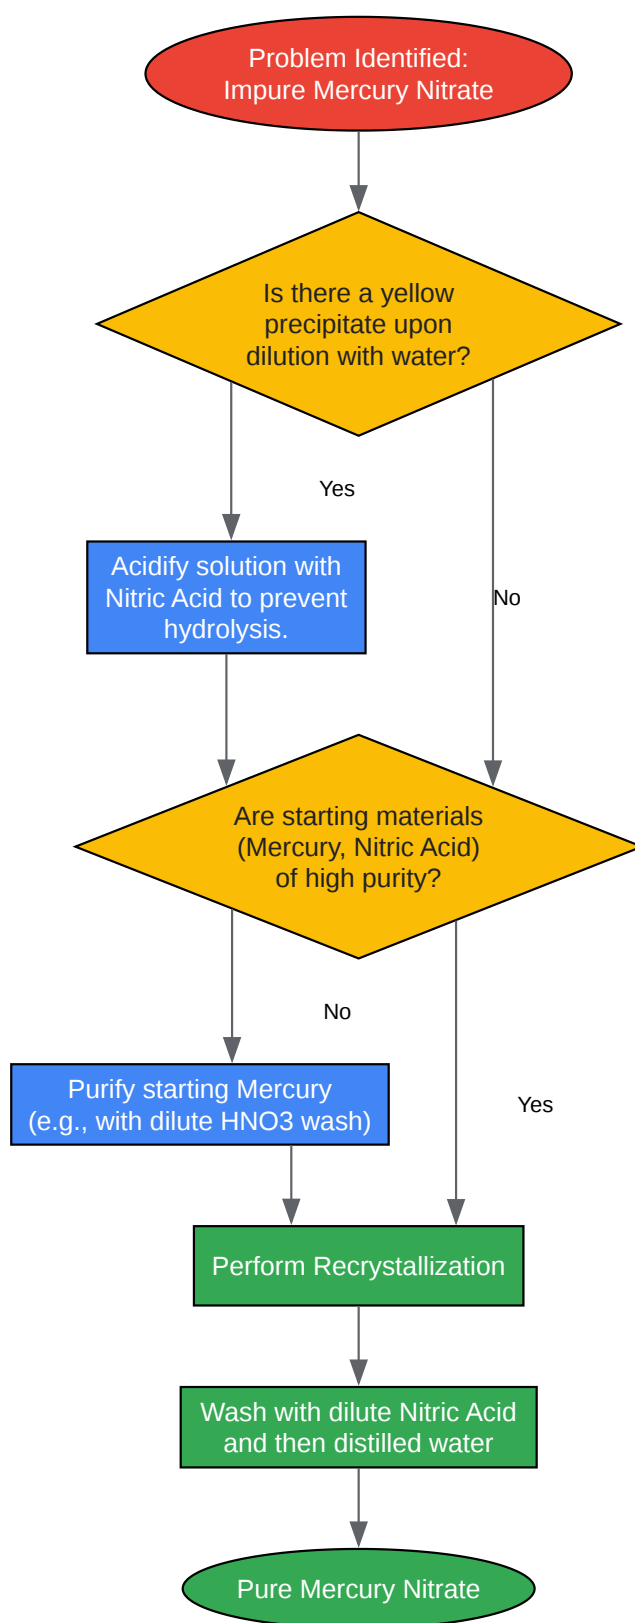 Problem Identified:
Impure Mercury Nitrate
Is there a yellow
precipitate upon
dilution with water?
Yes
Acidify solution with
Nitric Acid to prevent
hydrolysis.
No
Are starting materials
(Mercury, Nitric Acid)
of high purity?
No
Purify starting Mercury
(e.g., with dilute HNO3 wash)
Yes
Perform Recrystallization
Wash with dilute Nitric Acid
and then distilled water
Pure Mercury Nitrate